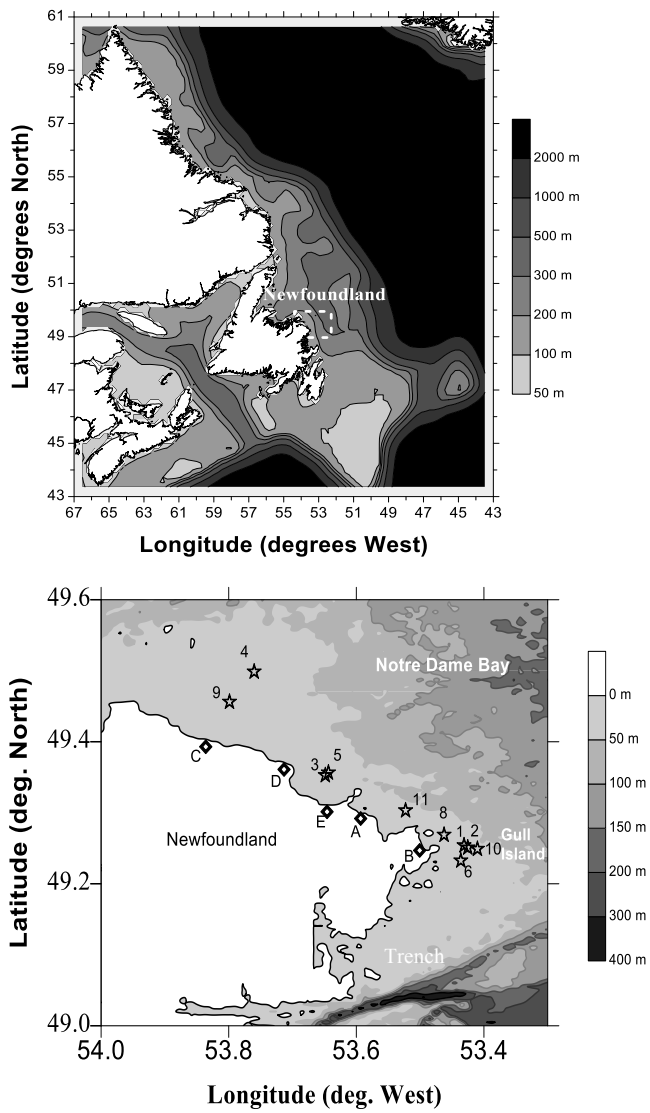 61
59
57
55
53
51
49
47
45
43
Latitude (degrees North)
Newfoundland
67 65 63 61 59 57 55 53 51 49 47 45 43
Longitude (degrees West)
2000 m
1000 m
500 m
300 m
200 m
100 m
50 m
49.6
49.4
49.2
49.0
Latitude (deg. North)
4
Notre Dame Bay
9
C
D
3 5
E
A
11
8
Newfoundland
B
1 2
Gull
Island
10
6
Trench
54.0 53.8 53.6 53.4
Longitude (deg. West)
0 m
50 m
100 m
150 m
200 m
300 m
400 m